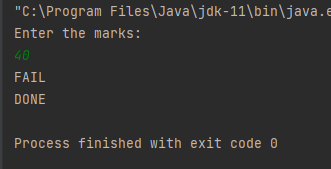 "C:\Program Files\Java\jdk-11\bin\java.e
Enter the marks:
40
FAIL
DONE
Process finished with exit code 0